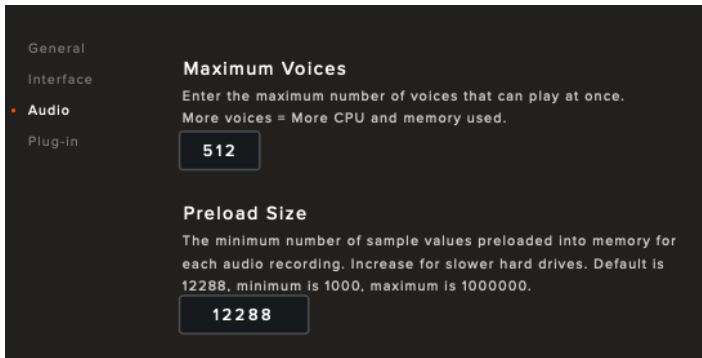 General
Interface
Audio
Plug-in
Maximum Voices
Enter the maximum number of voices that can play at once.
More voices = More CPU and memory used.
512
Preload Size
The minimum number of sample values preloaded into memory for
each audio recording. Increase for slower hard drives. Default is
12288, minimum is 1000, maximum is 1000000.
12288